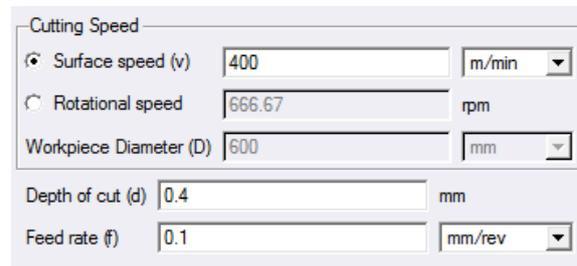 Cutting Speed
Surface speed (v) 400 m/min
Rotational speed 666.67 rpm
Workpiece Diameter (D) 600 mm
Depth of cut (d) 0.4 mm
Feed rate (f) 0.1 mm/rev